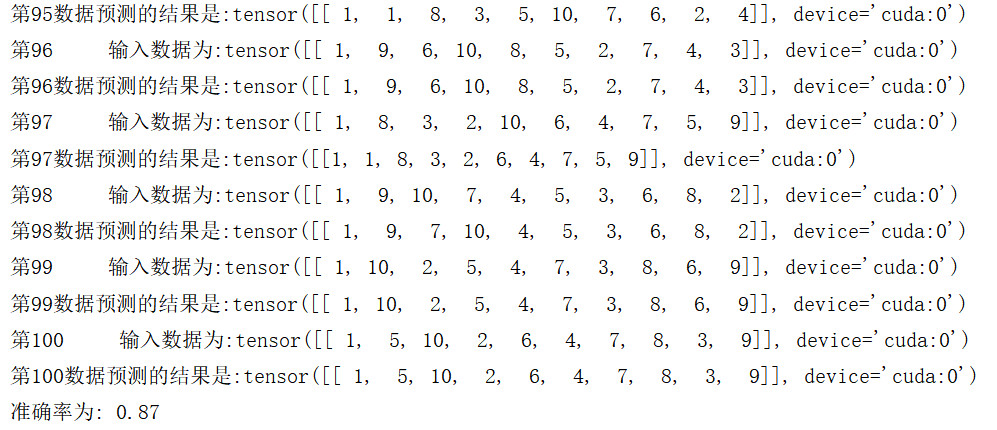 第95数据预测的结果是:tensor([[ 1,  1,  8,  3,  5, 10,  7,  6,  2,  4]], device='cuda:0')
第96     输入数据为:tensor([[ 1,  9,  6, 10,  8,  5,  2,  7,  4,  3]], device='cuda:0')
第96数据预测的结果是:tensor([[ 1,  9,  6, 10,  8,  5,  2,  7,  4,  3]], device='cuda:0')
第97     输入数据为:tensor([[ 1,  8,  3,  2, 10,  6,  4,  7,  5,  9]], device='cuda:0')
第97数据预测的结果是:tensor([[1, 1, 8, 3, 2, 6, 4, 7, 5, 9]], device='cuda:0')
第98     输入数据为:tensor([[ 1,  9, 10,  7,  4,  5,  3,  6,  8,  2]], device='cuda:0')
第98数据预测的结果是:tensor([[ 1,  9,  7, 10,  4,  5,  3,  6,  8,  2]], device='cuda:0')
第99     输入数据为:tensor([[ 1, 10,  2,  5,  4,  7,  3,  8,  6,  9]], device='cuda:0')
第99数据预测的结果是:tensor([[ 1, 10,  2,  5,  4,  7,  3,  8,  6,  9]], device='cuda:0')
第100     输入数据为:tensor([[ 1,  5, 10,  2,  6,  4,  7,  8,  3,  9]], device='cuda:0')
第100数据预测的结果是:tensor([[ 1,  5, 10,  2,  6,  4,  7,  8,  3,  9]], device='cuda:0')
准确率为: 0.87